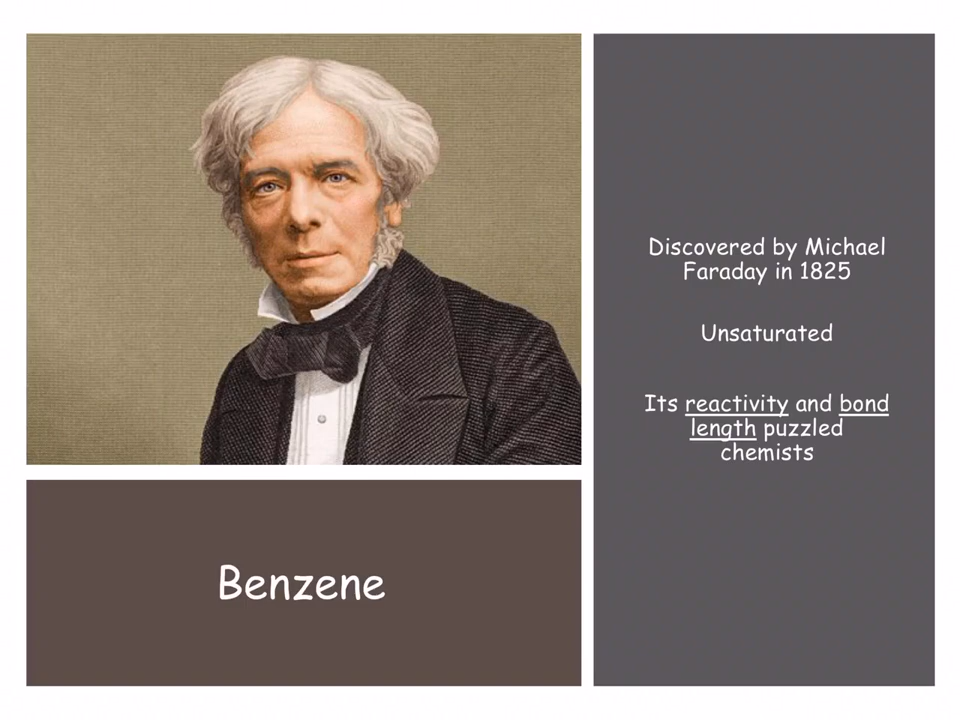 Discovered by Michael
Faraday in 1825
Unsaturated
Its reactivity and bond
length puzzled
chemists
Benzene